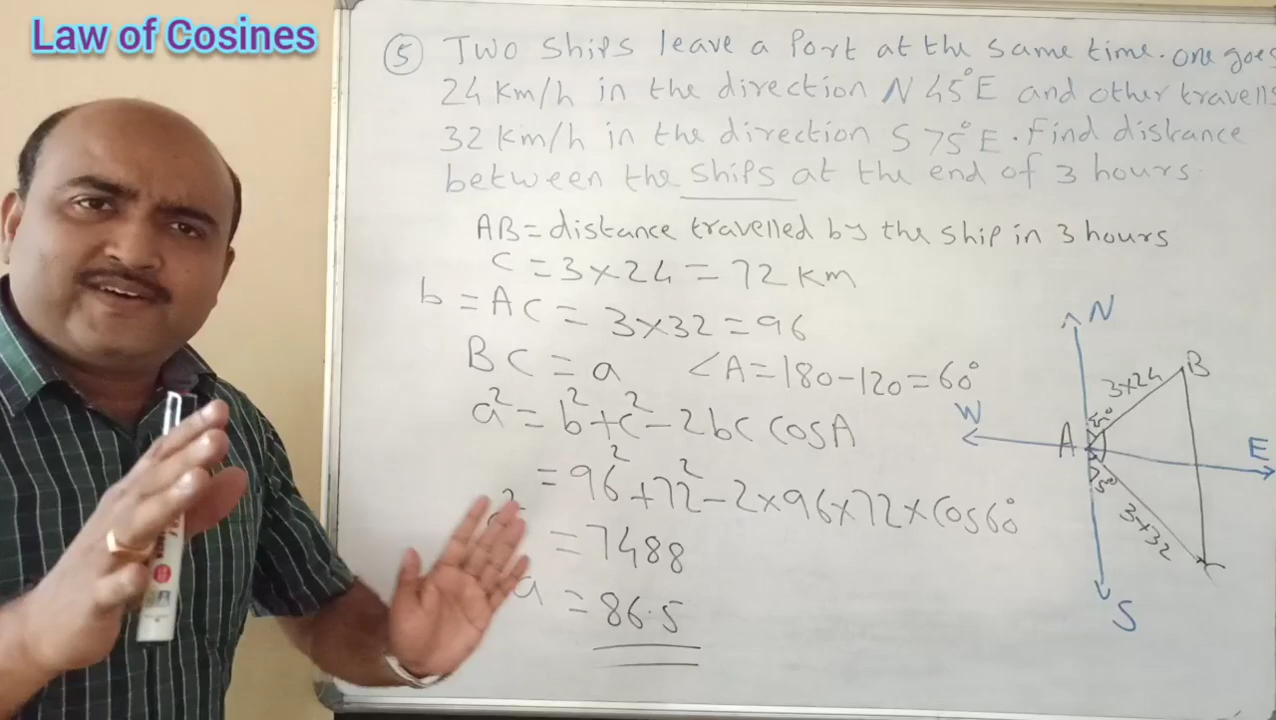 Law of Cosines
5 Two ships leave a Port at the same time. one goes
24 Km/h in the direction N 45° E and other travells
32 Km/h in the direction S 75° E. Find distance
between the ships at the end of 3 hours.
AB = distance travelled by the ship in 3 hours
c = 3 × 24 = 72 Km
b = AC = 3 × 32 = 96
BC = a ∠A = 180 - 120 = 60°
a² = b² + c² - 2bc cosA
= 96² + 72² - 2 × 96 × 72 × Cos 60°
a² = 7488
a = 86.5
N
B
3×24
45°
W
A
E
75°
3×32
C
S